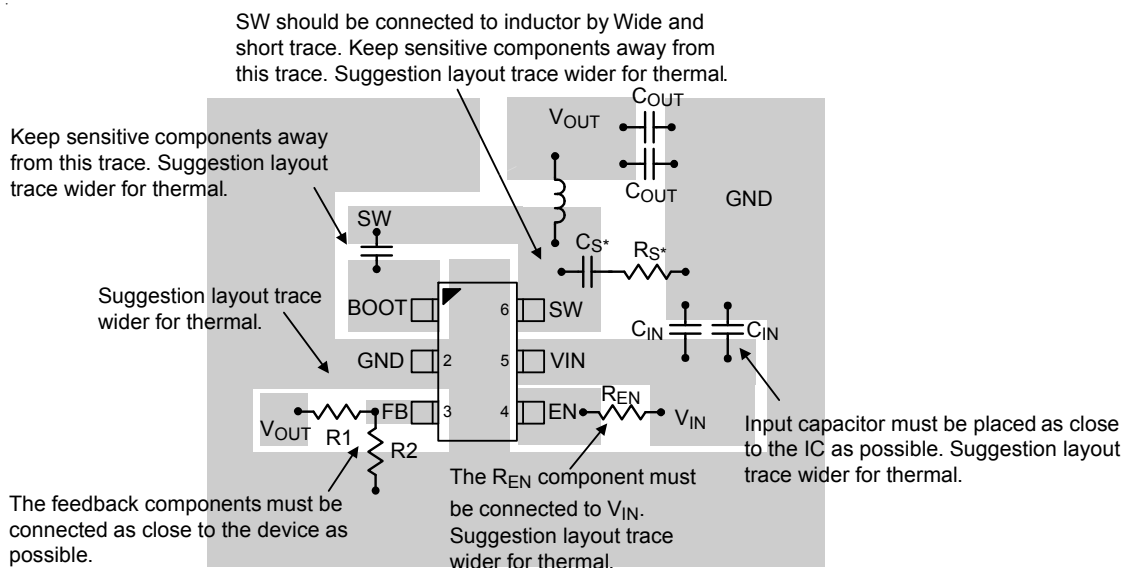 SW should be connected to inductor by Wide and
short trace. Keep sensitive components away from
this trace. Suggestion layout trace wider for thermal.
COUT
VOUT
Keep sensitive components away
from this trace. Suggestion layout
trace wider for thermal.
COUT
GND
SW
CS*
RS*
Suggestion layout trace
wider for thermal.
BOOT
6
SW
CIN
CIN
GND
2
5
VIN
REN
FB
3
4
EN
VIN
VOUT
R1
R2
Input capacitor must be placed as close
to the IC as possible. Suggestion layout
trace wider for thermal.
The feedback components must be
connected as close to the device as
possible.
The REN component must
be connected to VIN.
Suggestion layout trace
wider for thermal.